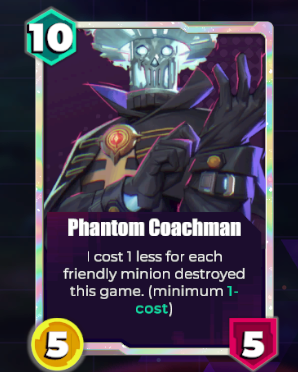 10
Phantom Coachman
I cost 1 less for each
friendly minion destroyed
this game. (minimum 1-
cost)
5
5